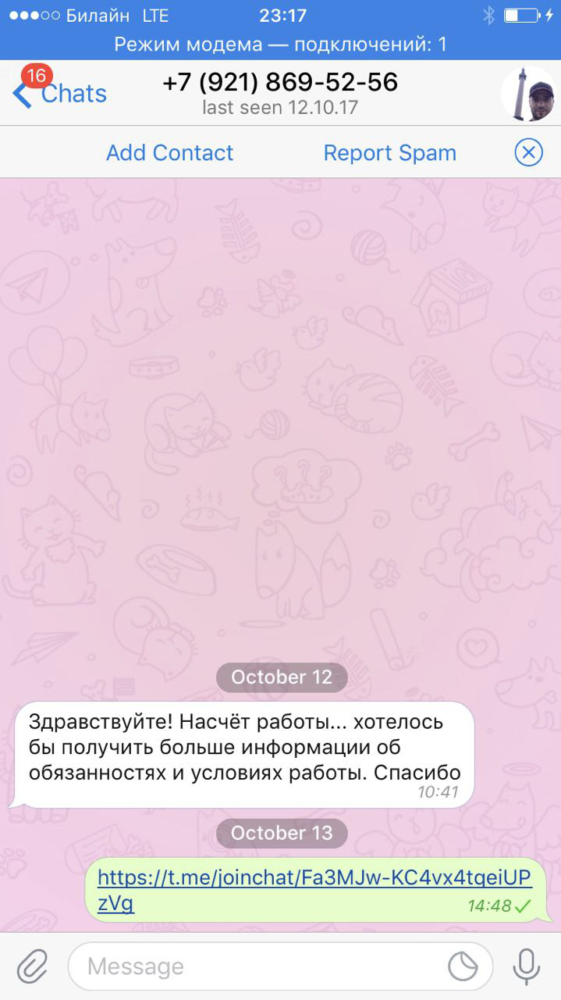 Билайн LTE 23:17
Режим модема — подключений: 1
16
Chats
+7 (921) 869-52-56
last seen 12.10.17
Add Contact Report Spam
October 12
Здравствуйте! Насчёт работы... хотелось
бы получить больше информации об
обязанностях и условиях работы. Спасибо
10:41
October 13
https://t.me/joinchat/Fa3MJw-KC4vx4tqeiUP
zVg
14:48
Message